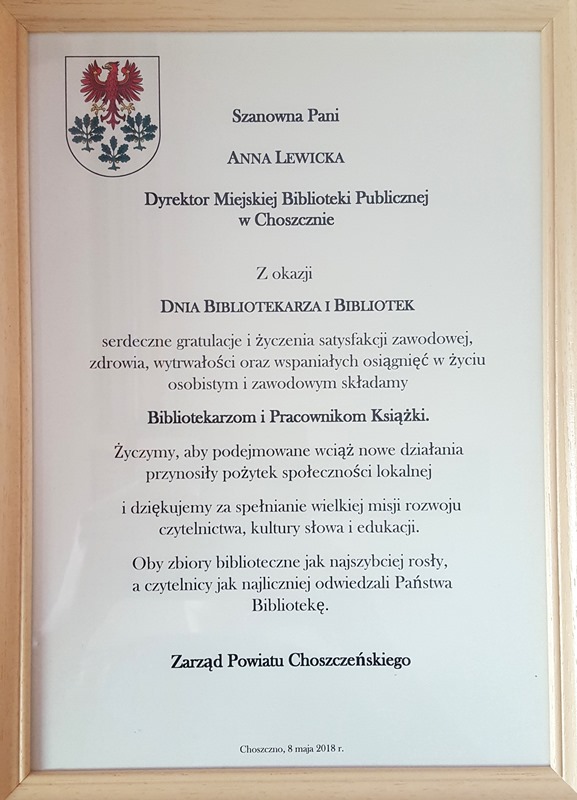 Szanowna Pani
ANNA LEWICKA
Dyrektor Miejskiej Biblioteki Publicznej
w Choszcznie
Z okazji
DNIA BIBLIOTEKARZA I BIBLIOTEK
serdeczne gratulacje i życzenia satysfakcji zawodowej,
zdrowia, wytrwałości oraz wspaniałych osiągnięć w życiu
osobistym i zawodowym składamy
Bibliotekarzom i Pracownikom Książki.
Życzymy, aby podejmowane wciąż nowe działania
przynosiły pożytek społeczności lokalnej
i dziękujemy za spełnianie wielkiej misji rozwoju
czytelnictwa, kultury słowa i edukacji.
Oby zbiory biblioteczne jak najszybciej rosły,
a czytelnicy jak najliczniej odwiedzali Państwa
Bibliotekę.
Zarząd Powiatu Choszczeńskiego
Choszczno, 8 maja 2018 r.